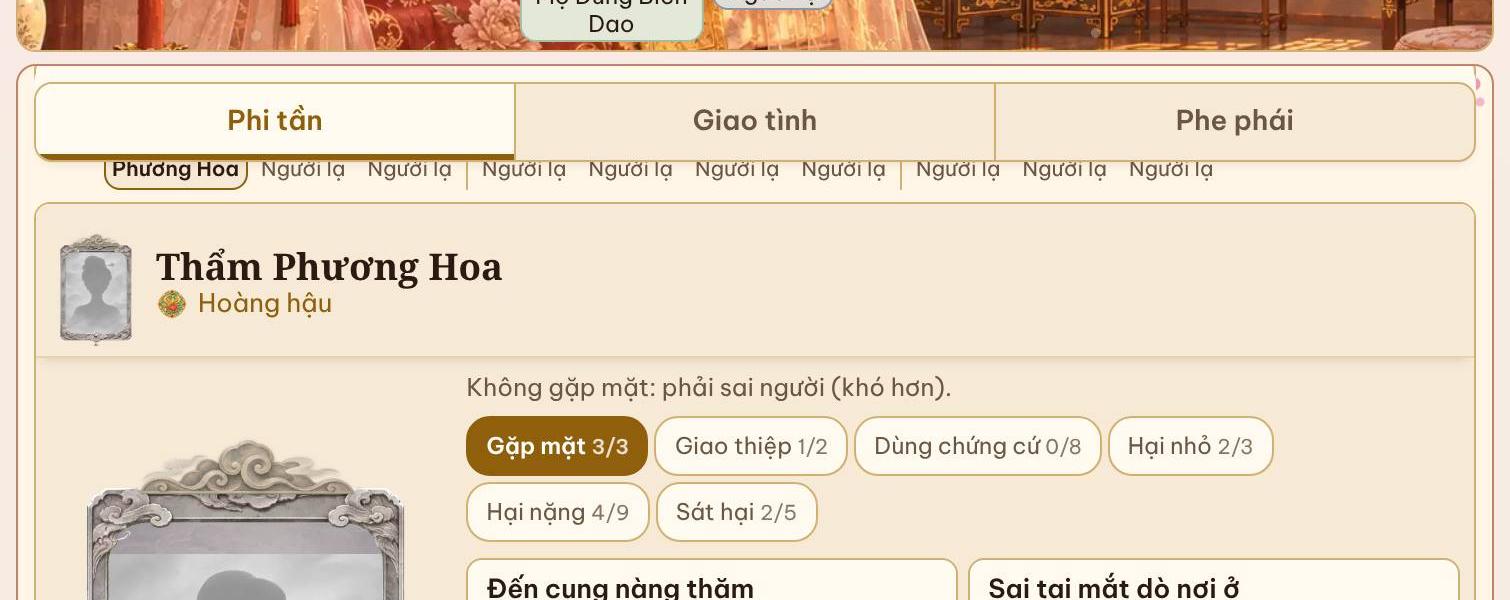 Dao
Phi tần
Giao tình
Phe phái
Phương Hoa Người lạ Người lạ Người lạ Người lạ Người lạ Người lạ Người lạ Người lạ Người lạ
Thẩm Phương Hoa
Hoàng hậu
Không gặp mặt: phải sai người (khó hơn).
Gặp mặt 3/3 Giao thiệp 1/2 Dùng chứng cứ 0/8 Hại nhỏ 2/3
Hại nặng 4/9 Sát hại 2/5
Đến cung nàng thăm
Sai tai mắt dò nơi ở